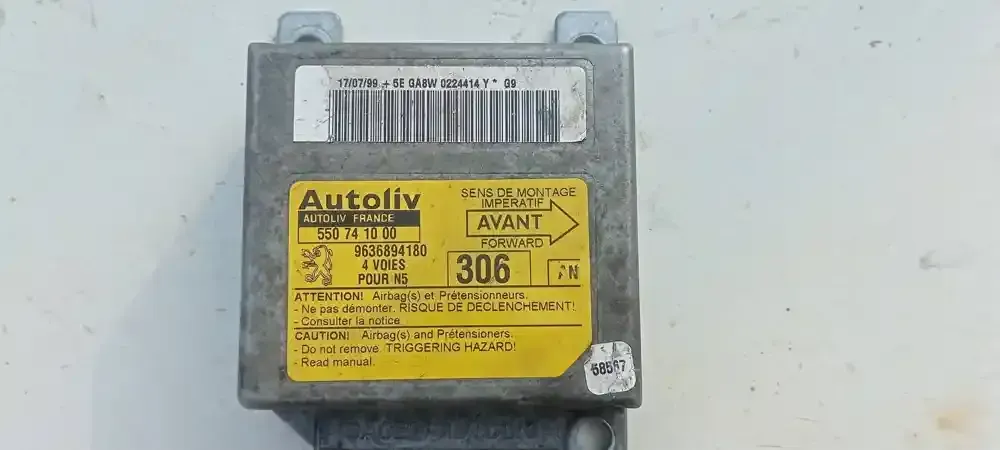 17/07/99 + 5E GA8W 0224414 Y * G9
Autoliv
AUTOLIV FRANCE
550 74 10 00
9636894180
4 VOIES
POUR N5
SENS DE MONTAGE
IMPERATIF
AVANT
FORWARD
306
ATTENTION! Airbag(s) et Prétensionneurs.
- Ne pas démonter. RISQUE DE DECLENCHEMENT!
- Consulter la notice
CAUTION! Airbag(s) and Prétensioners.
- Do not remove. TRIGGERING HAZARD!
- Read manual.